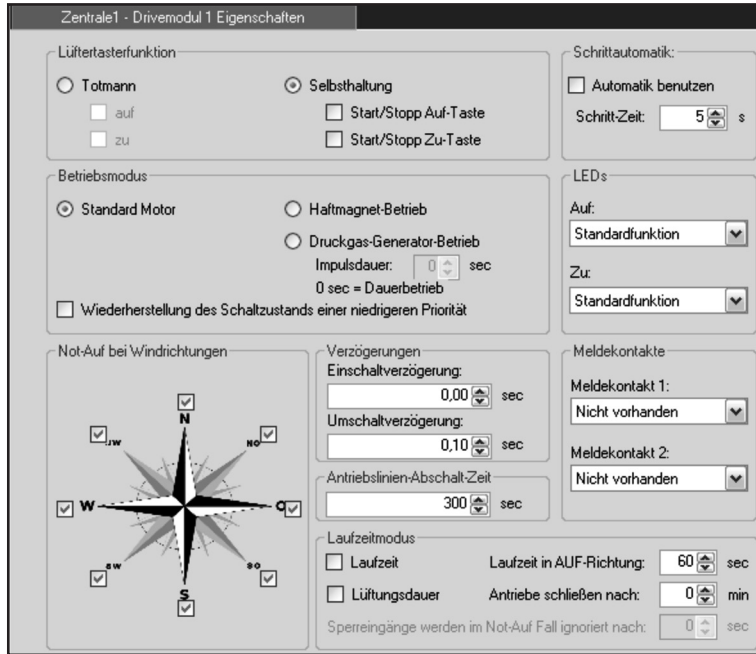 Zentrale1 - Drivemodul 1 Eigenschaften
Lüftertasterfunktion
Totmann
auf
zu
Selbsthaltung
Start/Stopp Auf-Taste
Start/Stopp Zu-Taste
Schrittautomatik:
Automatik benutzen
Schritt-Zeit: 5 s
Betriebsmodus
Standard Motor
Haftmagnet-Betrieb
Druckgas-Generator-Betrieb
Impulsdauer: 0 sec
0 sec = Dauerbetrieb
Wiederherstellung des Schaltzustands einer niedrigeren Priorität
LEDs
Auf:
Standardfunktion
Zu:
Standardfunktion
Not-Auf bei Windrichtungen
N
NO
W
SW
SO
S
Verzögerungen
Einschaltverzögerung:
0,00 sec
Umschaltverzögerung:
0,10 sec
Antriebslinien-Abschalt-Zeit
300 sec
Meldekontakte
Meldekontakt 1:
Nicht vorhanden
Meldekontakt 2:
Nicht vorhanden
Laufzeitmodus
Laufzeit Laufzeit in AUF-Richtung: 60 sec
Lüftungsdauer Antriebe schließen nach: 0 min
Sperreingänge werden im Not-Auf Fall ignoriert nach: 0 sec